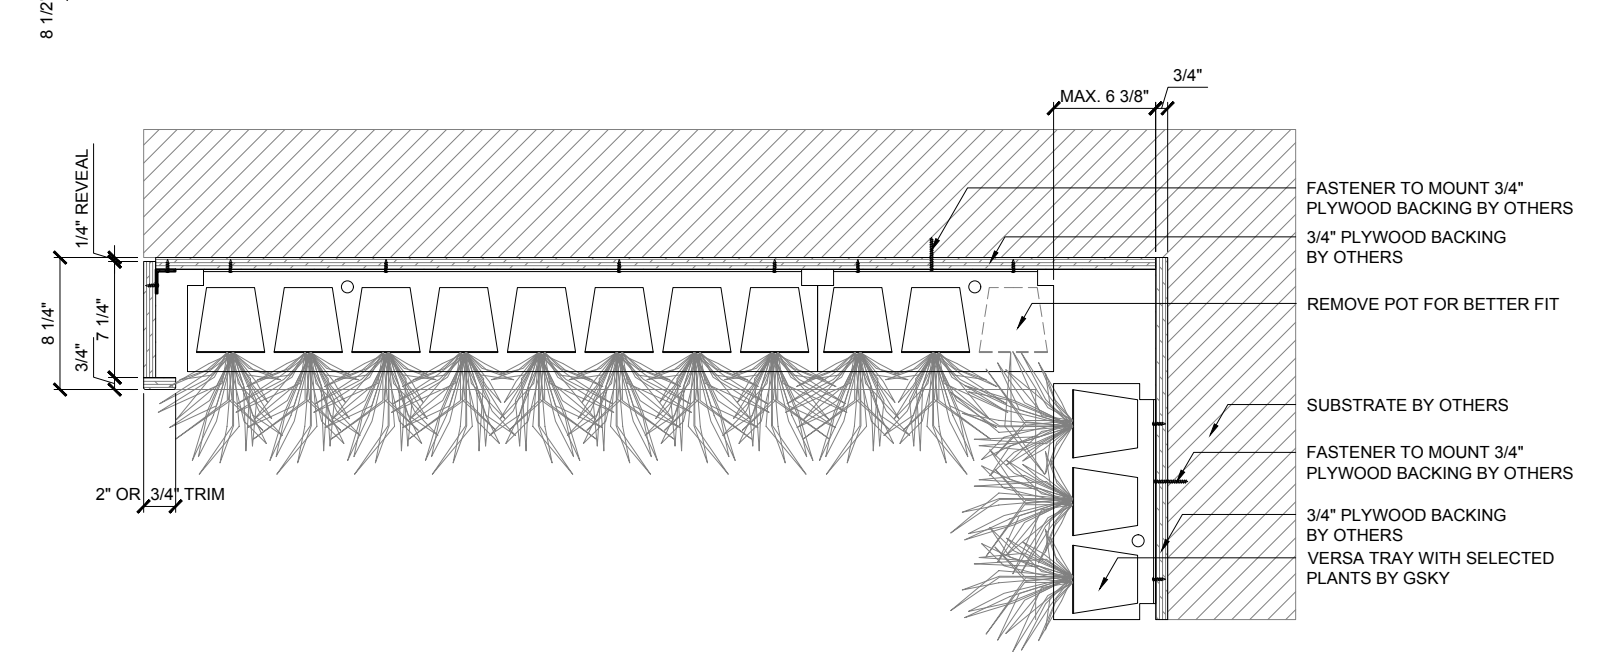 8 1/2"
3/4"
MAX. 6 3/8"
1/4" REVEAL
8 1/4"
7 1/4"
3/4"
2" OR 3/4" TRIM
FASTENER TO MOUNT 3/4"
PLYWOOD BACKING BY OTHERS
3/4" PLYWOOD BACKING
BY OTHERS
REMOVE POT FOR BETTER FIT
SUBSTRATE BY OTHERS
FASTENER TO MOUNT 3/4"
PLYWOOD BACKING BY OTHERS
3/4" PLYWOOD BACKING
BY OTHERS
VERSA TRAY WITH SELECTED
PLANTS BY GSKY